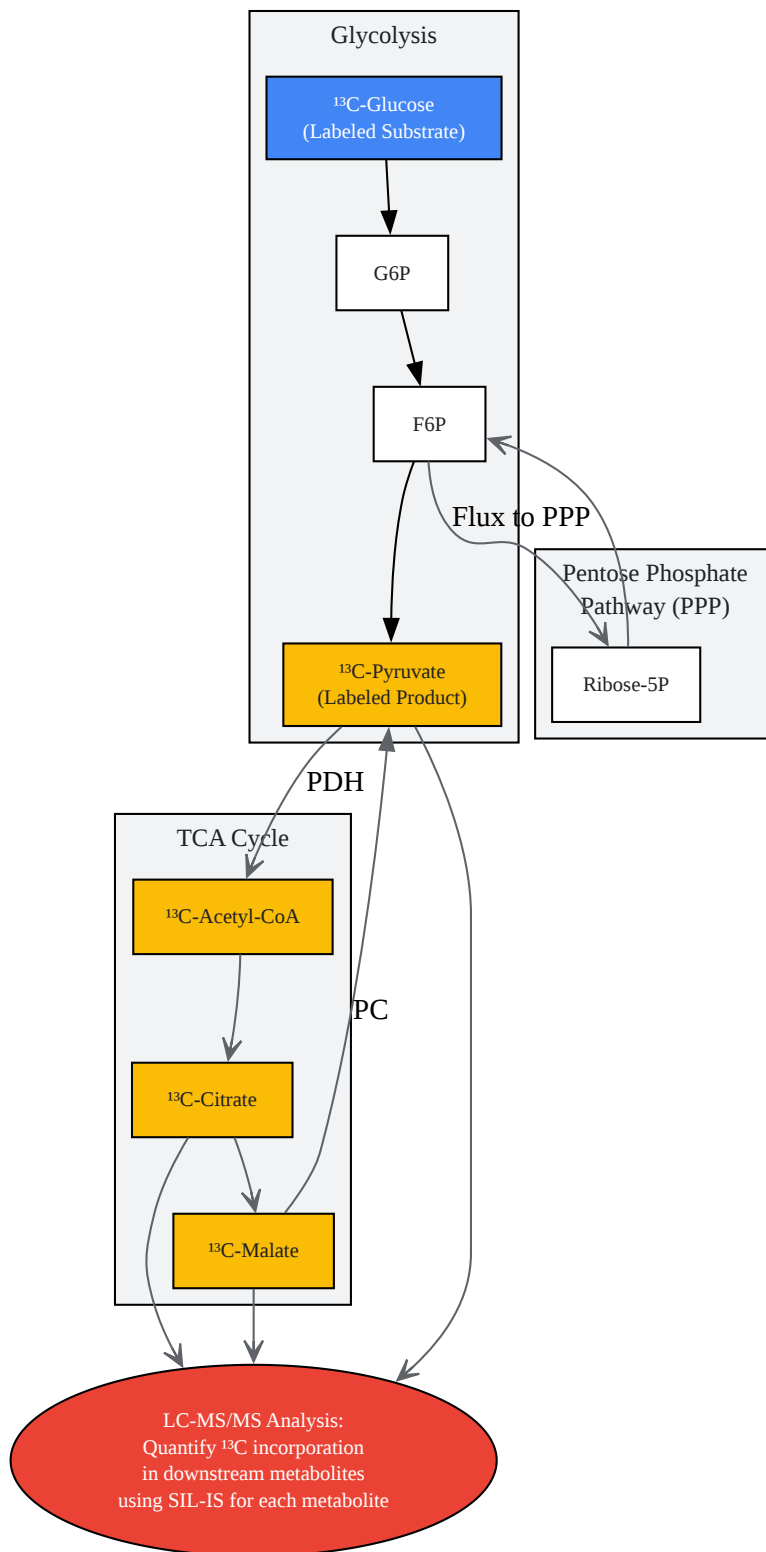 Glycolysis
¹³C-Glucose
(Labeled Substrate)
G6P
F6P
Flux to PPP
Pentose Phosphate
Pathway (PPP)
Ribose-5P
¹³C-Pyruvate
(Labeled Product)
PDH
TCA Cycle
¹³C-Acetyl-CoA
PC
¹³C-Citrate
¹³C-Malate
LC-MS/MS Analysis:
Quantify ¹³C incorporation
in downstream metabolites
using SIL-IS for each metabolite